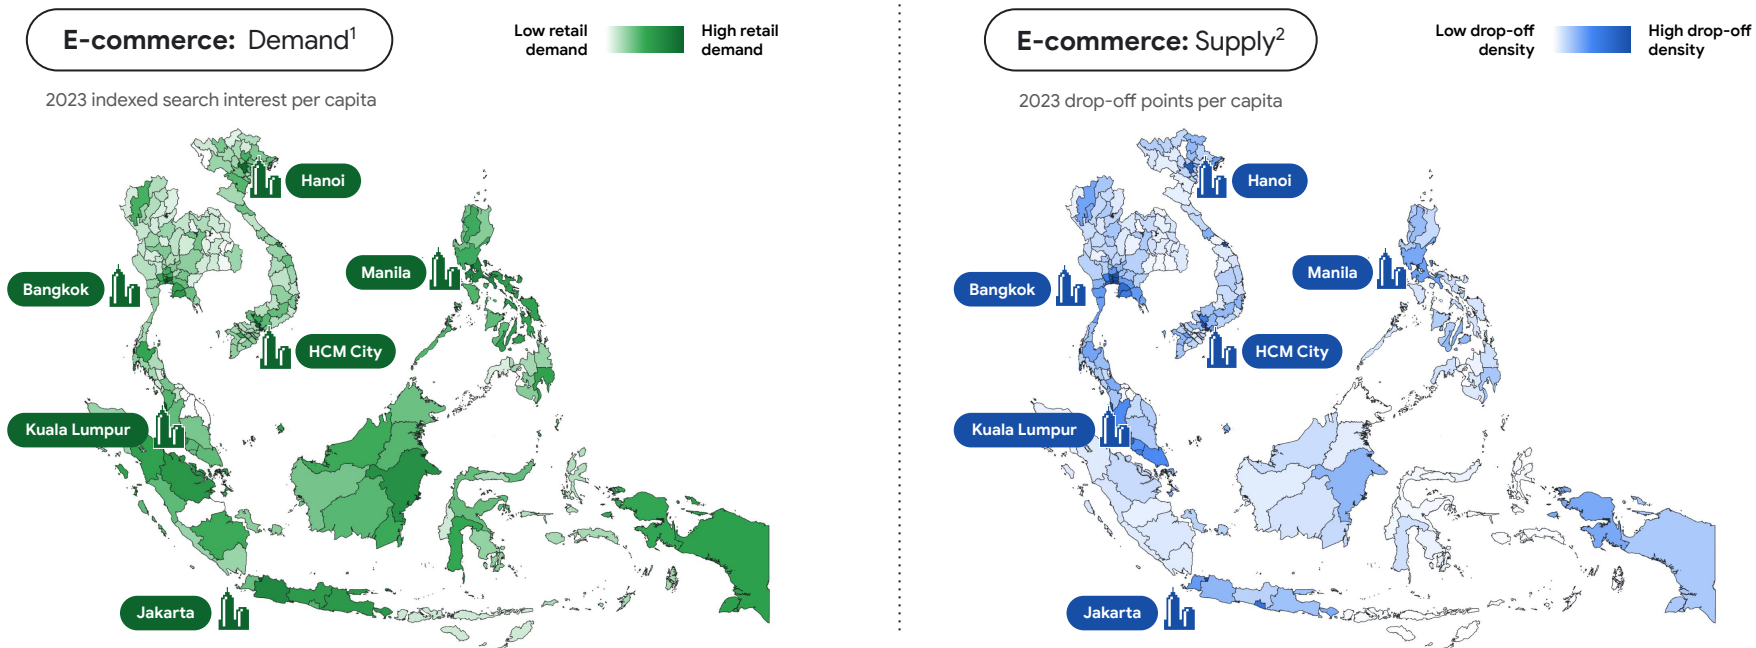 E-commerce: Demand¹
Low retail demand
High retail demand
2023 indexed search interest per capita
Hanoi
Manila
Bangkok
HCM City
Kuala Lumpur
Jakarta
E-commerce: Supply²
Low drop-off density
High drop-off density
2023 drop-off points per capita
Hanoi
Manila
Bangkok
HCM City
Kuala Lumpur
Jakarta